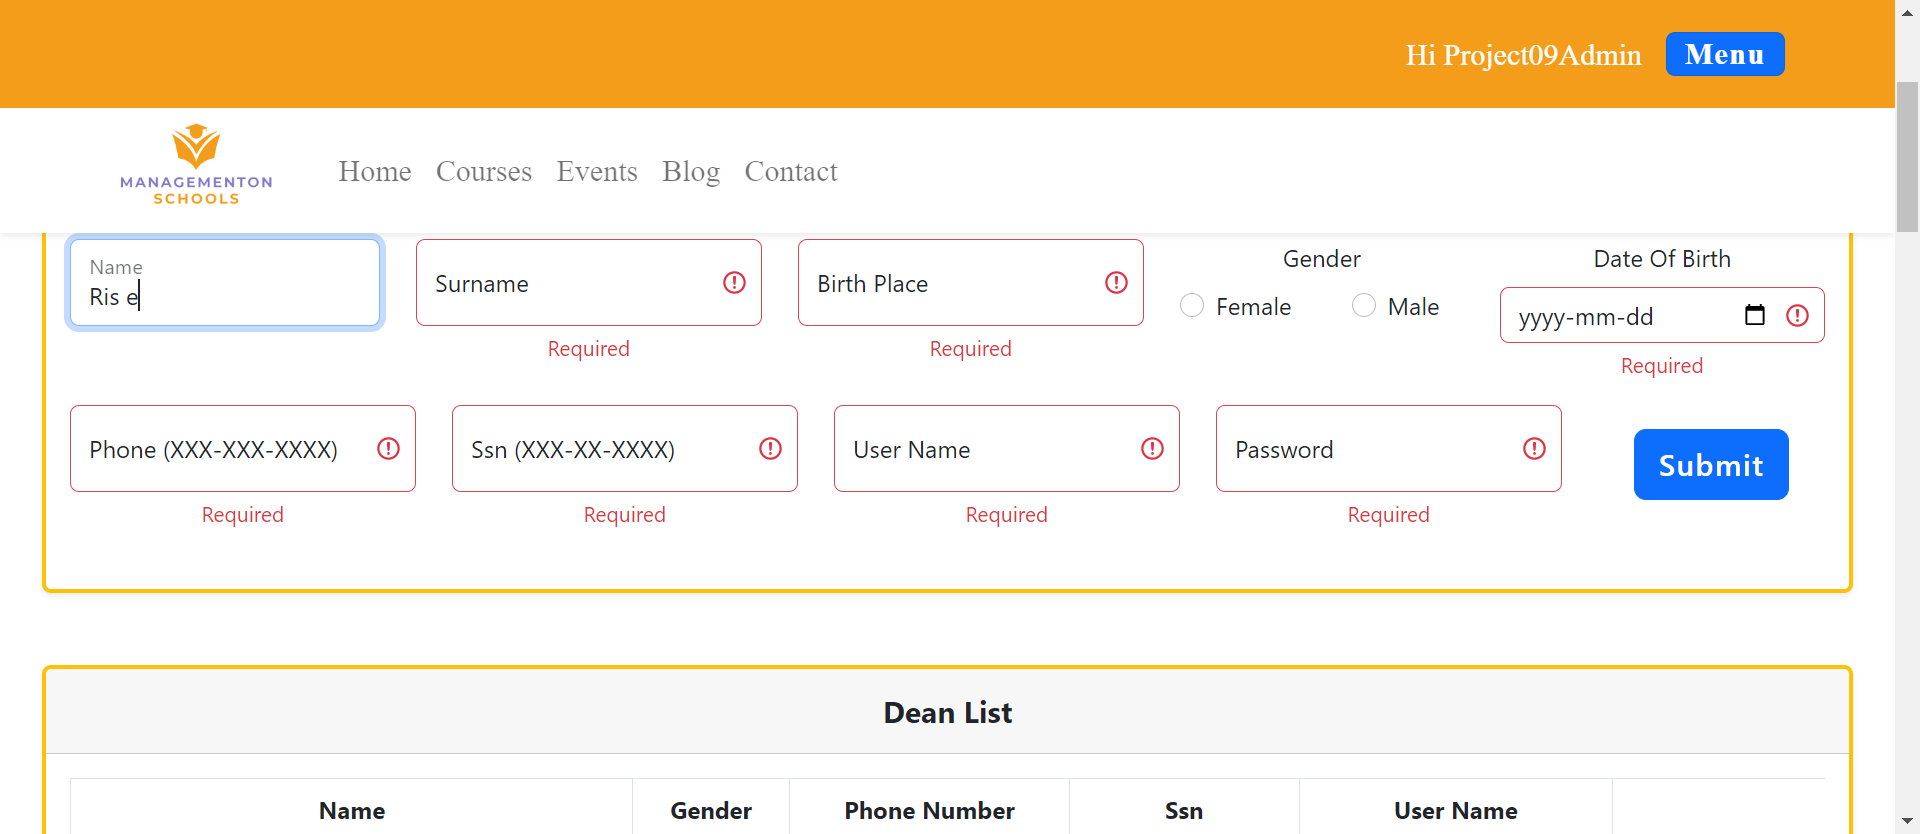 Hi Project09Admin Menu
MANAGEMENTON
SCHOOLS
Home Courses Events Blog Contact
Name
Ris e
Surname
Required
Birth Place
Required
Gender
Female Male
Date Of Birth
yyyy-mm-dd
Required
Phone (XXX-XXX-XXXX)
Required
Ssn (XXX-XX-XXXX)
Required
User Name
Required
Password
Required
Submit
Dean List
Name Gender Phone Number Ssn User Name